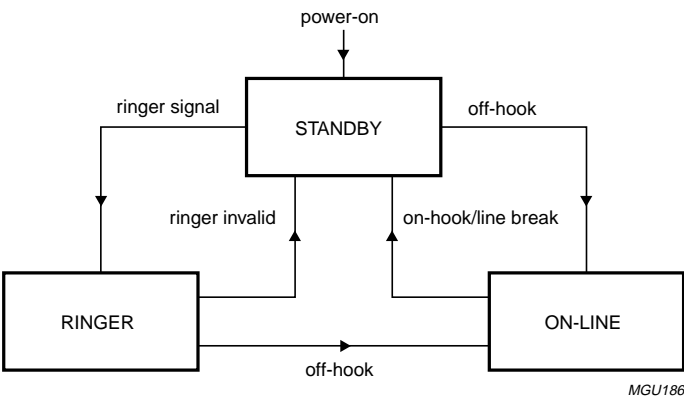 power-on
ringer signal
STANDBY
off-hook
ringer invalid
on-hook/line break
RINGER
ON-LINE
off-hook
MGU186